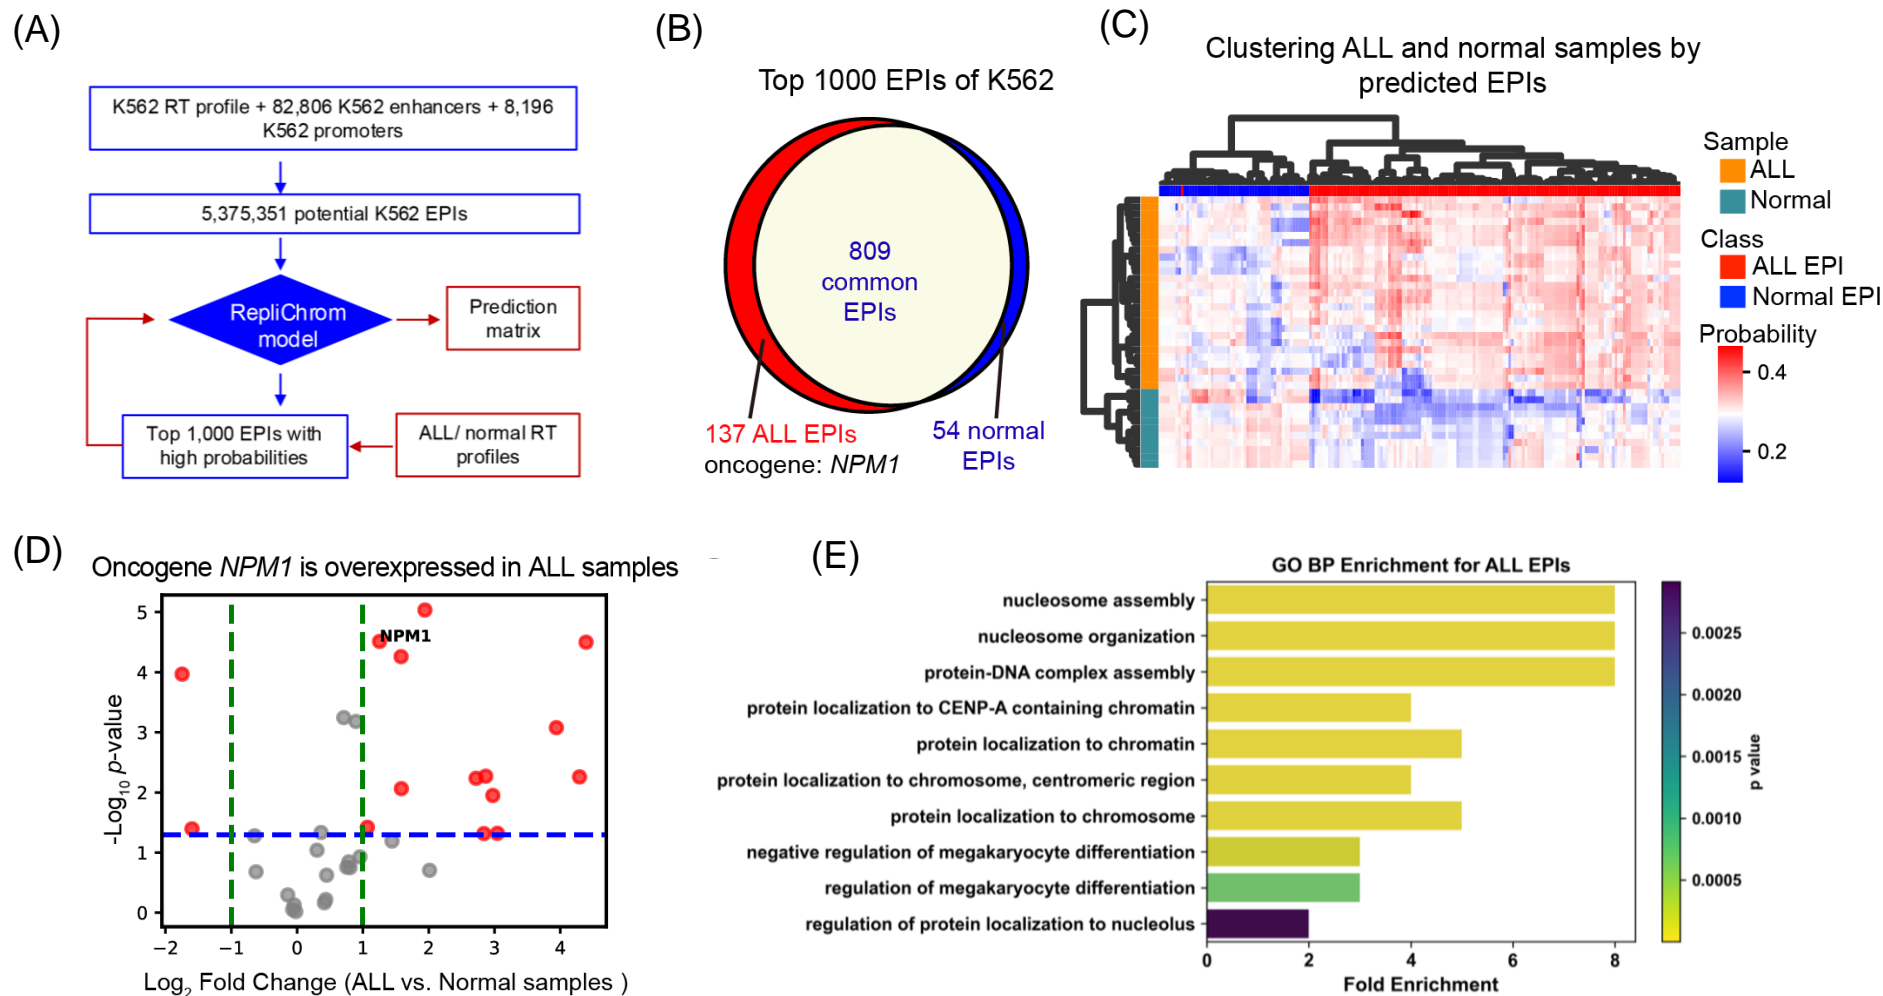 (A)
K562 RT profile + 82,806 K562 enhancers + 8,196
K562 promoters
5,375,351 potential K562 EPIs
RepliChrom
model
Prediction
matrix
Top 1,000 EPIs with
high probabilities
ALL/ normal RT
profiles
(B)
Top 1000 EPIs of K562
809
common
EPIs
137 ALL EPIs
oncogene: NPM1
54 normal
EPIs
(C)
Clustering ALL and normal samples by
predicted EPIs
Sample
ALL
Normal
Class
ALL EPI
Normal EPI
Probability
0.4
0.2
(D)
Oncogene NPM1 is overexpressed in ALL samples
-Log10 p-value
5
4
3
2
1
0
NPM1
−2 −1 0 1 2 3 4
Log2 Fold Change (ALL vs. Normal samples )
(E)
GO BP Enrichment for ALL EPIs
nucleosome assembly
nucleosome organization
protein-DNA complex assembly
protein localization to CENP-A containing chromatin
protein localization to chromatin
protein localization to chromosome, centromeric region
protein localization to chromosome
negative regulation of megakaryocyte differentiation
regulation of megakaryocyte differentiation
regulation of protein localization to nucleolus
0 2 4 6 8
Fold Enrichment
0.0025
0.0020
0.0015
0.0010
0.0005
p value